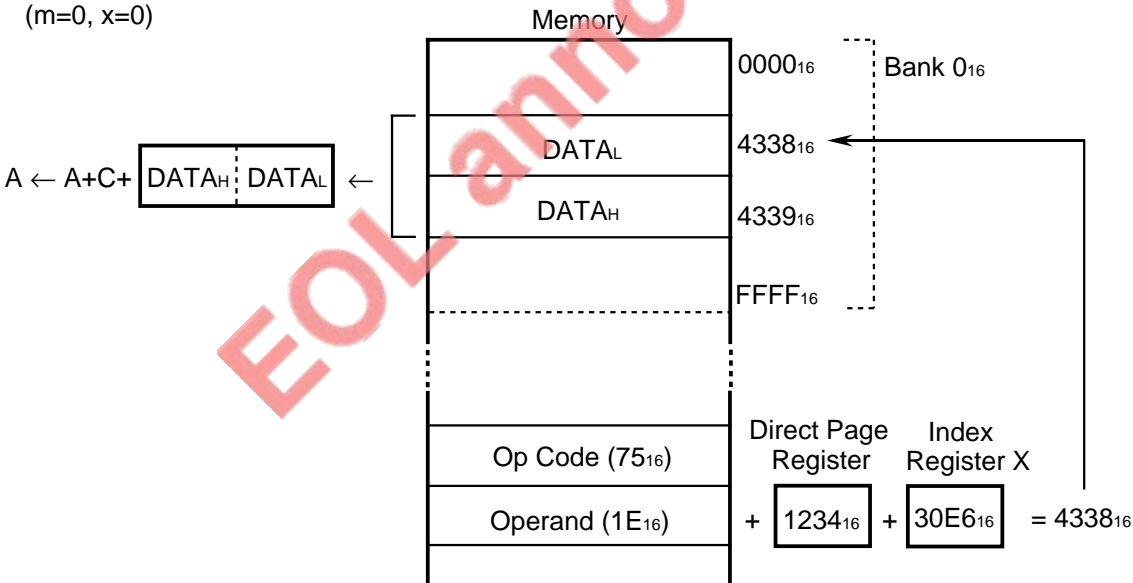 (m=0, x=0)
Memory
0000₁₆
Bank 0₁₆
DATAL
4338₁₆
A ← A+C+ DATAH DATAL ←
DATAH
4339₁₆
FFFF₁₆
Direct Page Register
Index Register X
Op Code (75₁₆)
Operand (1E₁₆) + 1234₁₆ + 30E6₁₆ = 4338₁₆
EOL anno